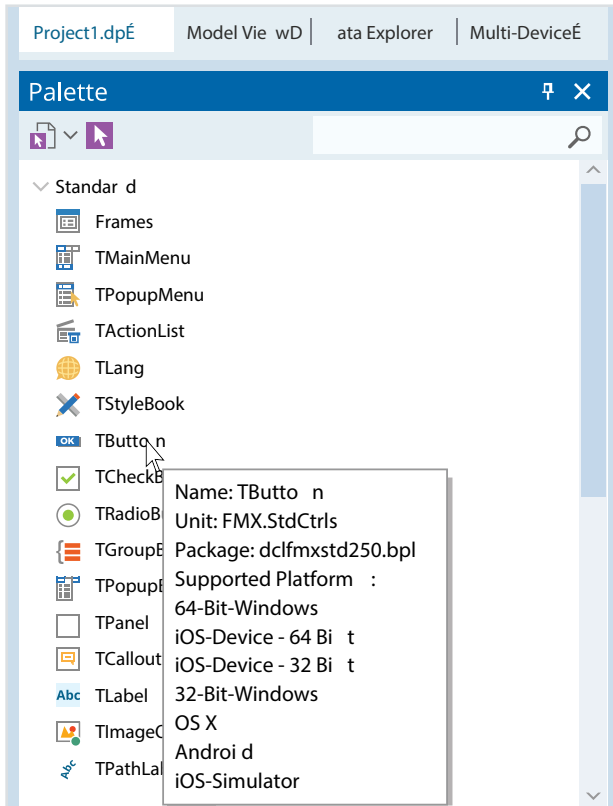 Project1.dpÉ Model Vie wD ata Explorer Multi-DeviceÉ
Palette
Standar d
Frames
TMainMenu
TPopupMenu
TActionList
TLang
TStyleBook
OK TButto n
TCheckB
TRadioB
TGroupB
TPopupB
TPanel
TCallout
Abc TLabel
TImageC
Abc TPathLab
Name: TButto n
Unit: FMX.StdCtrls
Package: dclfmxstd250.bpl
Supported Platform :
64-Bit-Windows
iOS-Device - 64 Bi t
iOS-Device - 32 Bi t
32-Bit-Windows
OS X
Androi d
iOS-Simulator